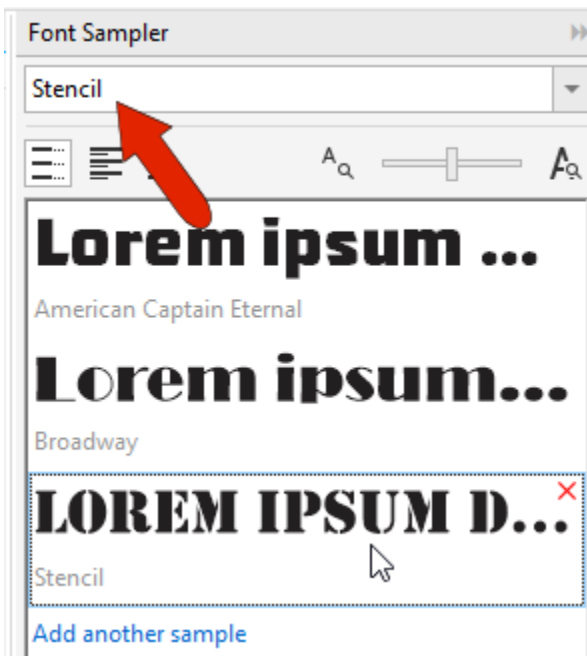 Font Sampler
Stencil
A A
Lorem ipsum ...
American Captain Eternal
Lorem ipsum...
Broadway
LOREM IPSUM D...
Stencil
Add another sample